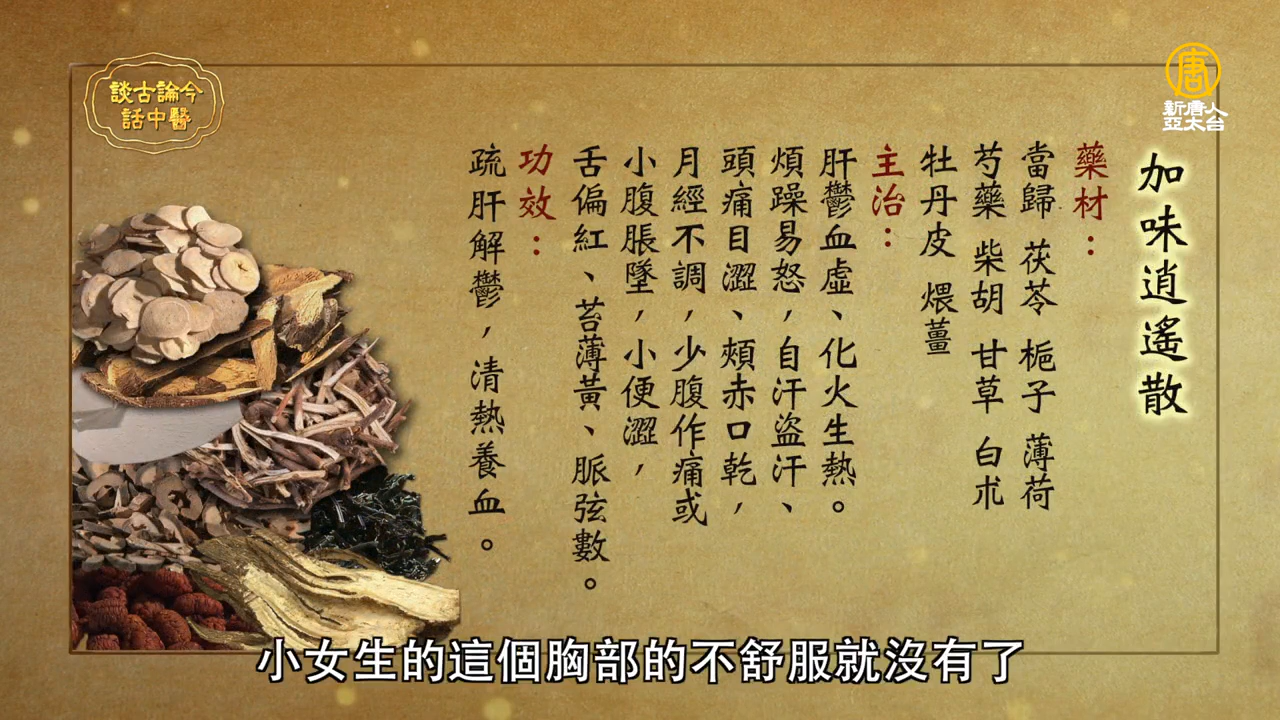 談古論今
話中醫
唐
新唐人
亞太台
加味逍遙散
藥材：
當歸 茯苓 梔子 薄荷
芍藥 柴胡 甘草 白朮
牡丹皮 煨薑
主治：
肝鬱血虛、化火生熱。
煩躁易怒，自汗盜汗、
頭痛目澀、頰赤口乾，
月經不調，少腹作痛或
小腹脹墜，小便澀，
舌偏紅、苔薄黃、脈弦數。
功效：
疏肝解鬱，清熱養血。
小女生的這個胸部的不舒服就沒有了